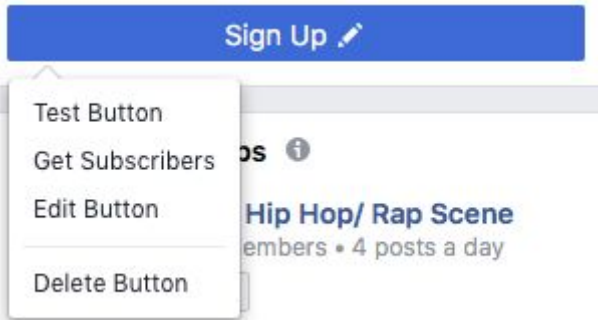 Sign Up
Test Button
Get Subscribers
Edit Button
Delete Button
ps
Hip Hop/ Rap Scene
embers • 4 posts a day